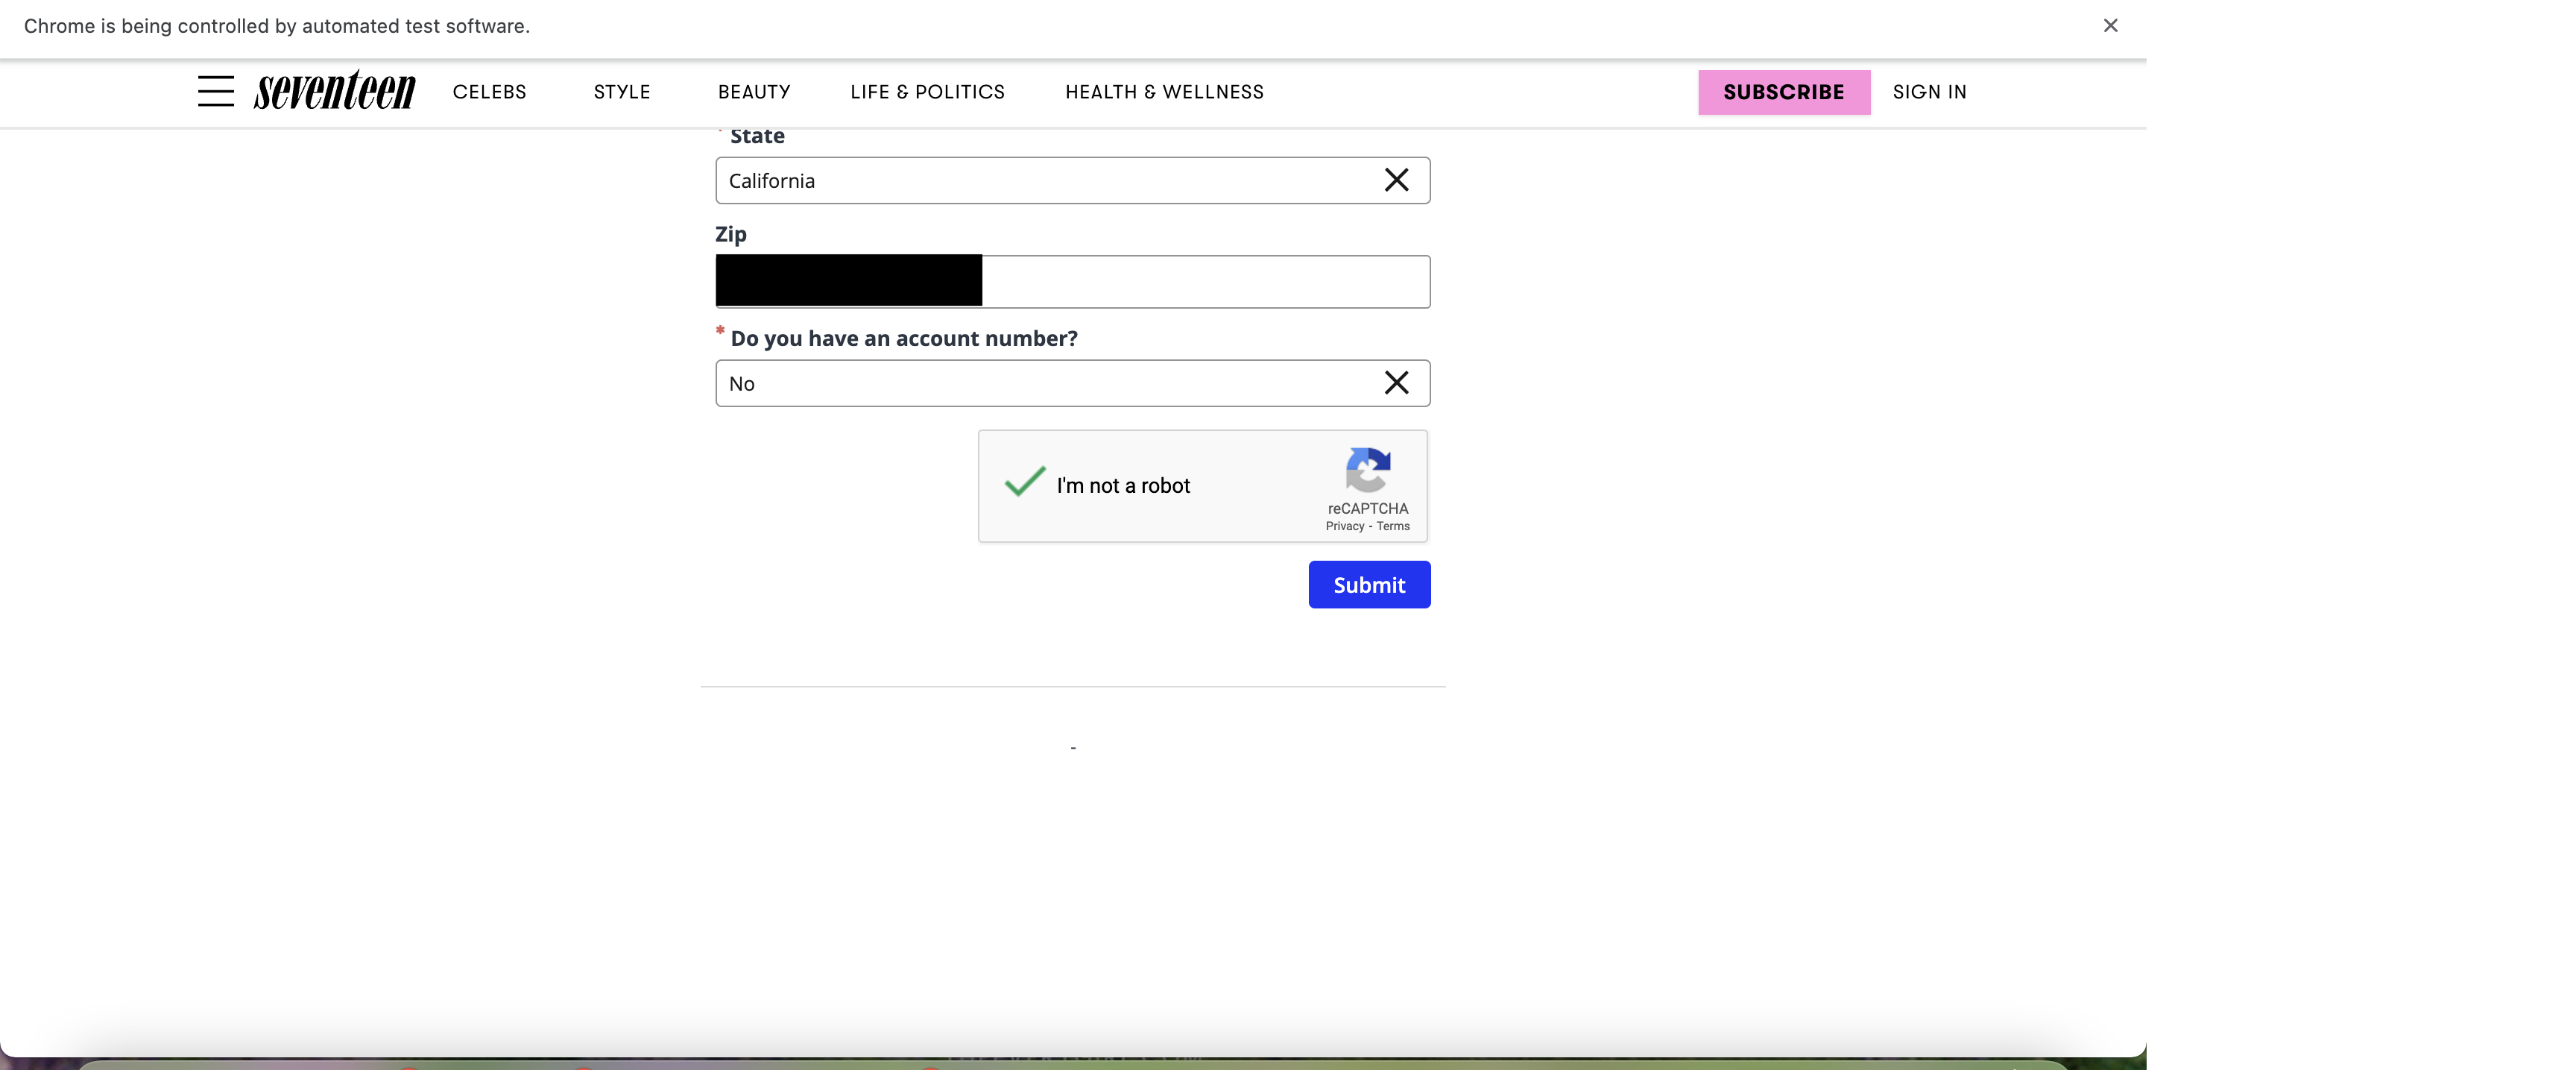 Chrome is being controlled by automated test software.
seventeen CELEBS STYLE BEAUTY LIFE & POLITICS HEALTH & WELLNESS SUBSCRIBE SIGN IN
* State
California
Zip
* Do you have an account number?
No
I'm not a robot
reCAPTCHA
Privacy - Terms
Submit
-